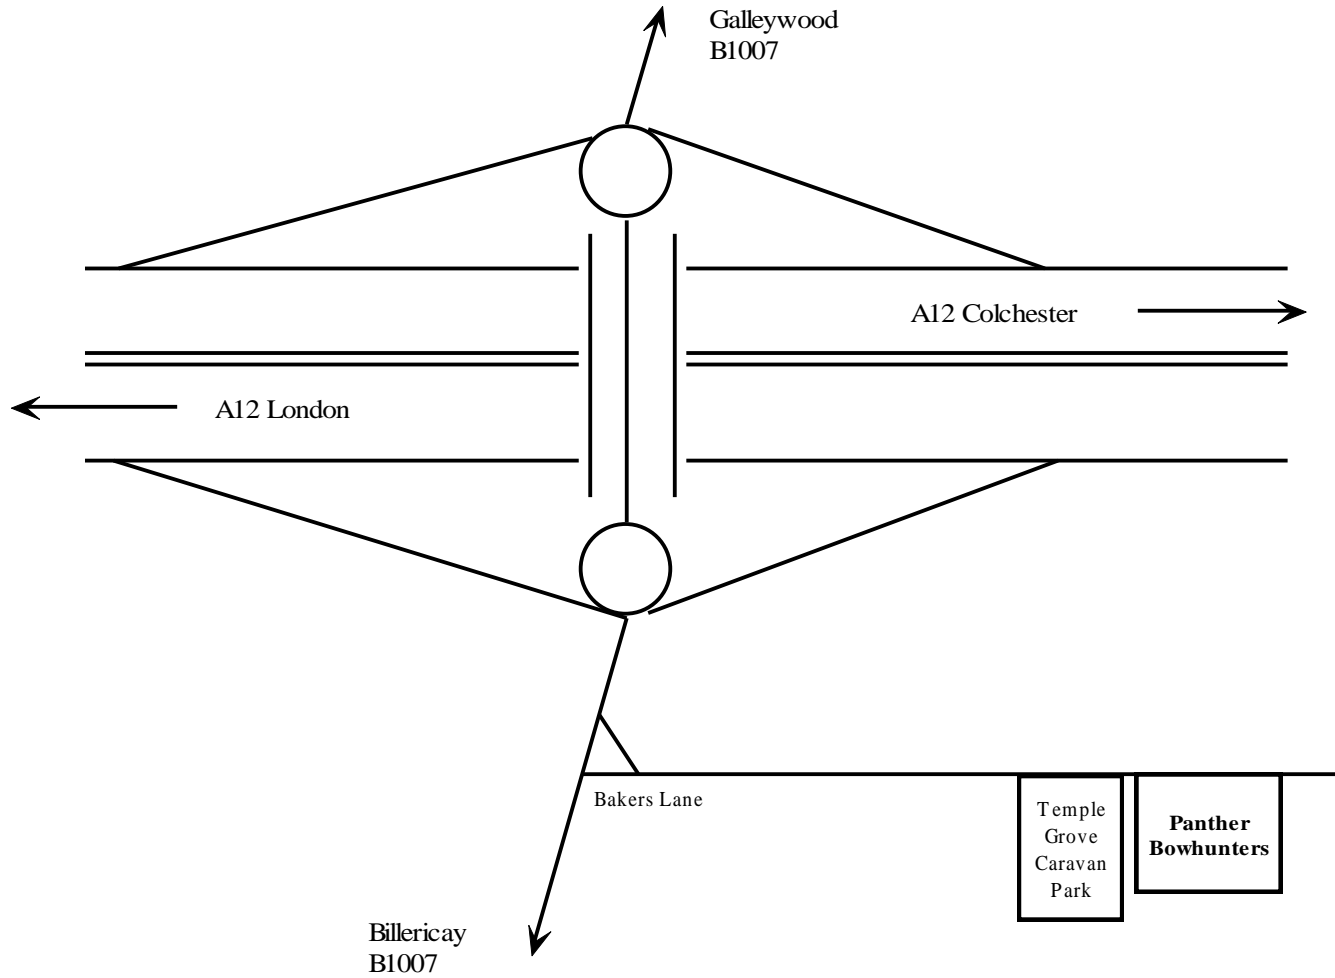 Galleywood
B1007
A12 Colchester
A12 London
Bakers Lane
Temple
Grove
Caravan
Park
Panther
Bowhunters
Billericay
B1007